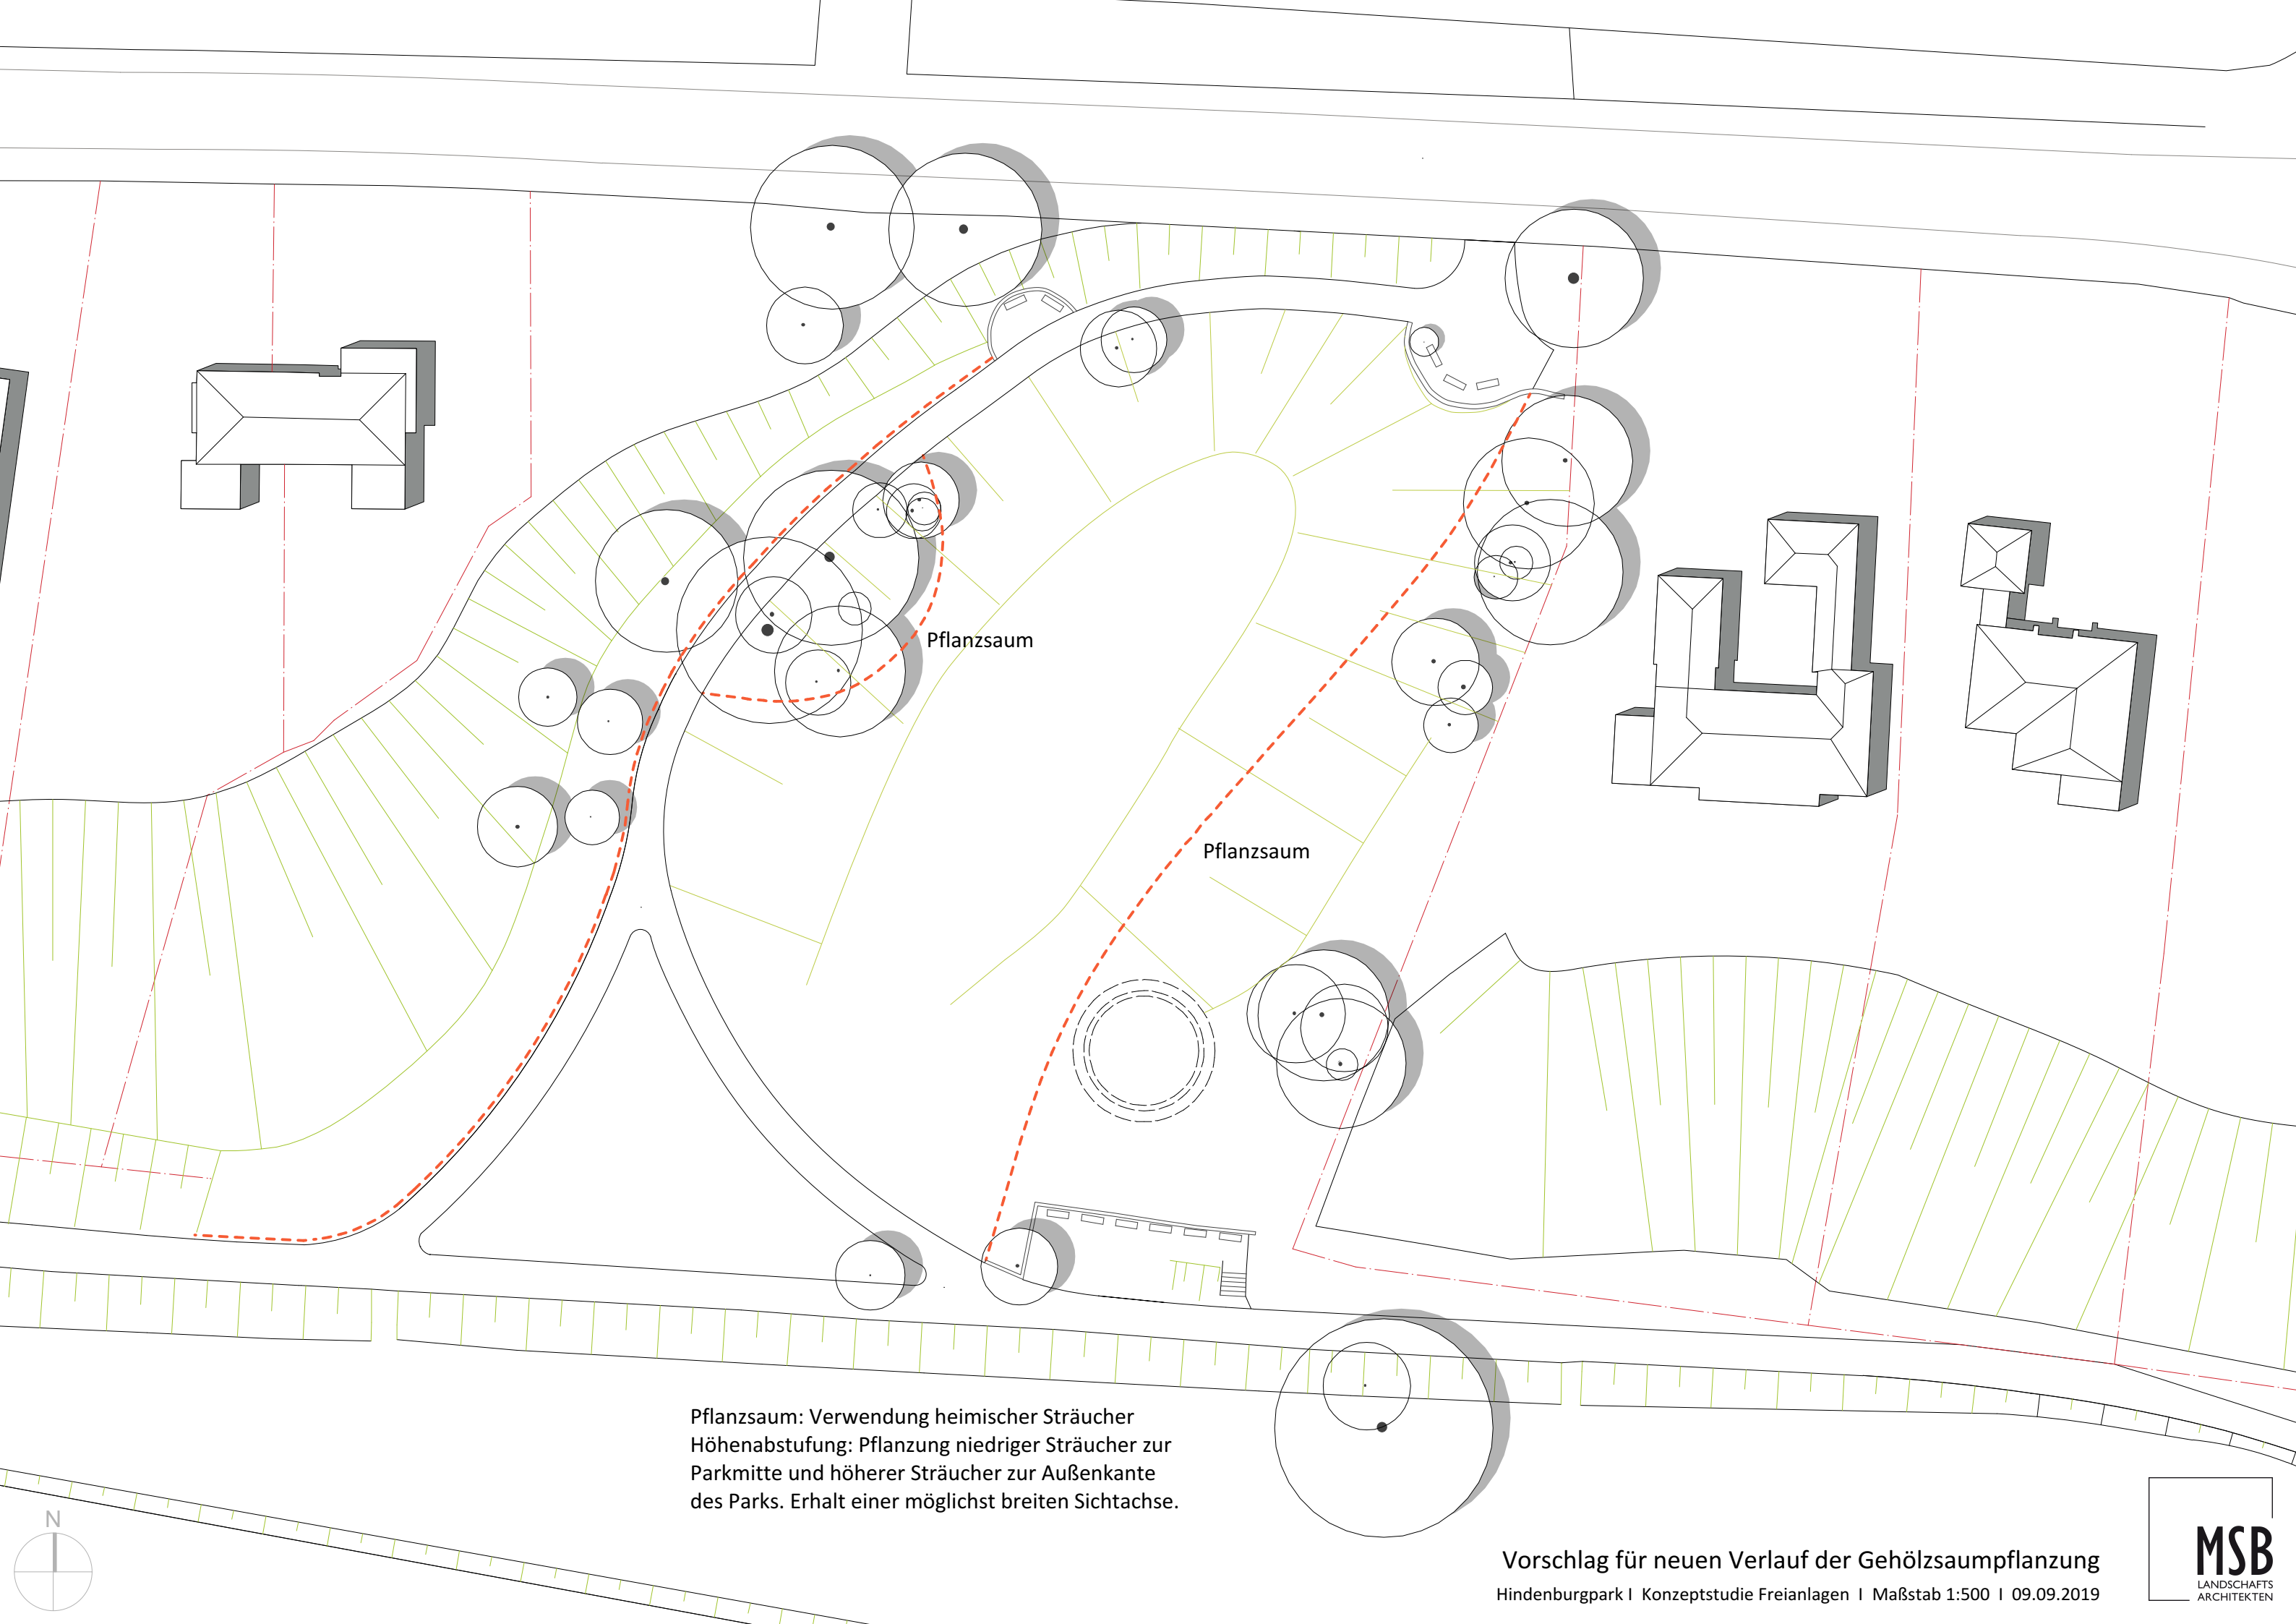 Pflanzsaum
Pflanzsaum
Pflanzsaum: Verwendung heimischer Sträucher
Höhenabstufung: Pflanzung niedriger Sträucher zur
Parkmitte und höherer Sträucher zur Außenkante
des Parks. Erhalt einer möglichst breiten Sichtachse.
N
Vorschlag für neuen Verlauf der Gehölzsaumpflanzung
Hindenburgpark I Konzeptstudie Freianlagen I Maßstab 1:500 I 09.09.2019
MSB
LANDSCHAFTS
ARCHITEKTEN